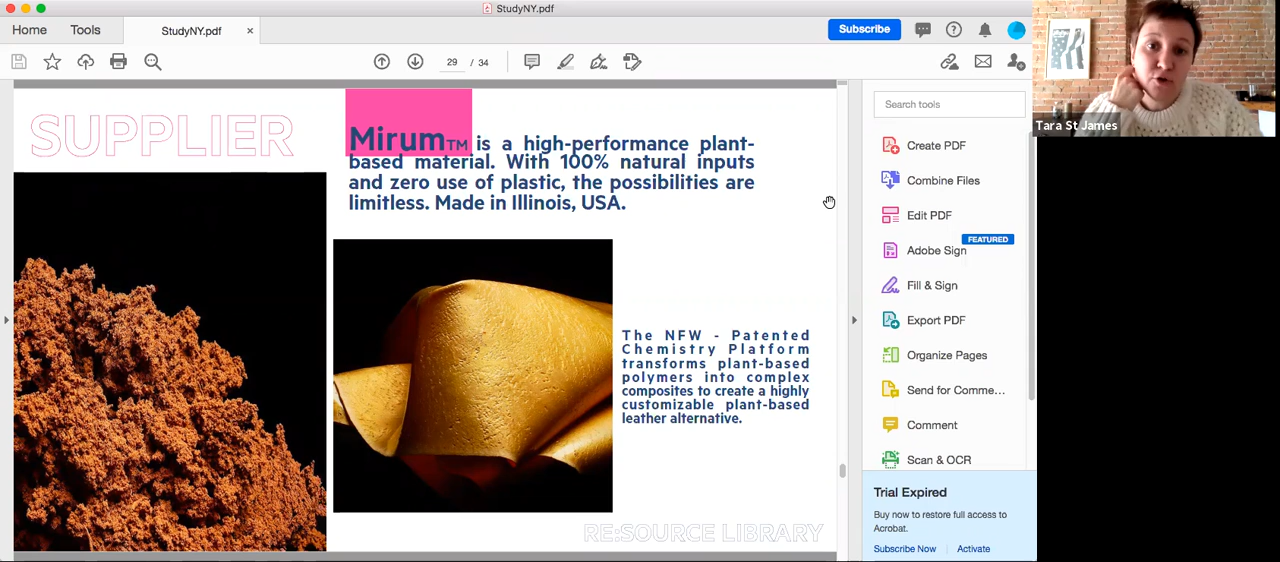 StudyNY.pdf
Home
Tools
StudyNY.pdf
×
Subscribe
29 / 34
Search tools
Tara St James
SUPPLIER
Mirum™ is a high-performance plant-
based material. With 100% natural inputs
and zero use of plastic, the possibilities are
limitless. Made in Illinois, USA.
The NFW - Patented
Chemistry Platform
transforms plant-based
polymers into complex
composites to create a highly
customizable plant-based
leather alternative.
RE:SOURCE LIBRARY
Create PDF
Combine Files
Edit PDF
FEATURED
Adobe Sign
Fill & Sign
Export PDF
Organize Pages
Send for Comme...
Comment
Scan & OCR
Trial Expired
Buy now to restore full access to
Acrobat.
Subscribe Now
Activate